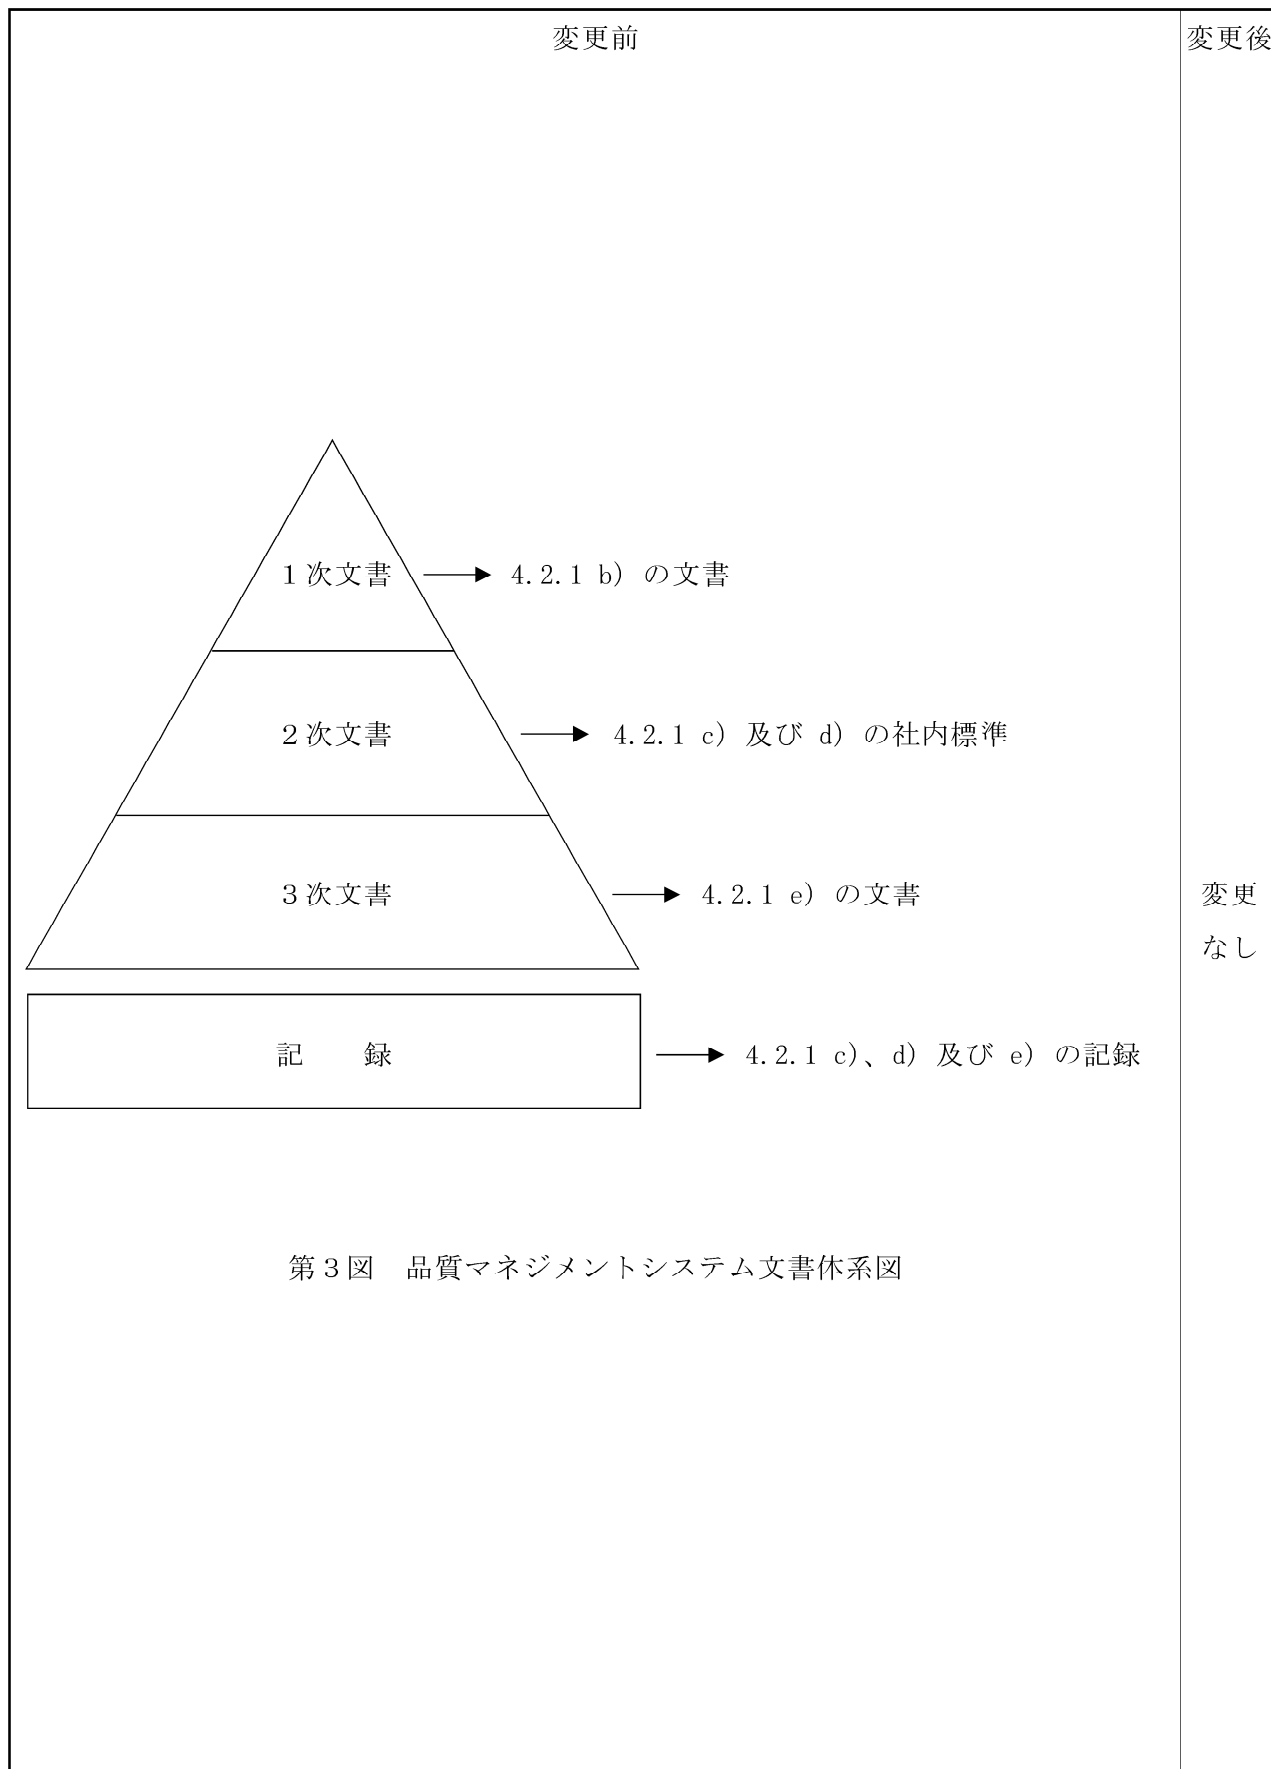 変更前
変更後
1次文書
4.2.1 b) の文書
2次文書
4.2.1 c) 及び d) の社内標準
3次文書
4.2.1 e) の文書
変更
なし
記　　録
4.2.1 c)、d) 及び e) の記録
第3図　品質マネジメントシステム文書体系図